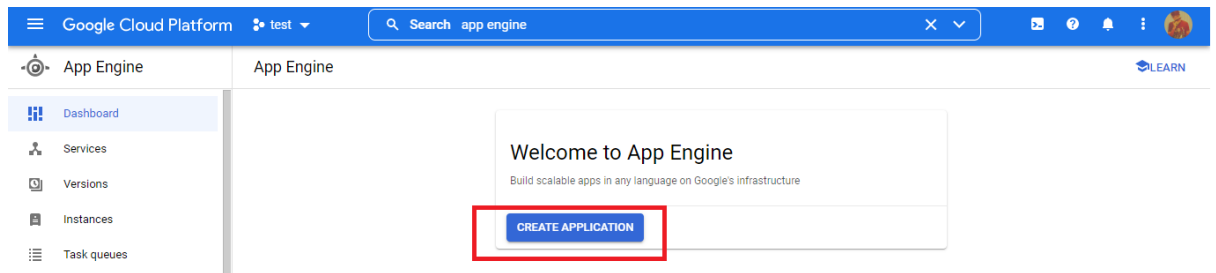 Google Cloud Platform test Search app engine
App Engine
App Engine
LEARN
Dashboard
Services
Versions
Instances
Task queues
Welcome to App Engine
Build scalable apps in any language on Google's infrastructure
CREATE APPLICATION